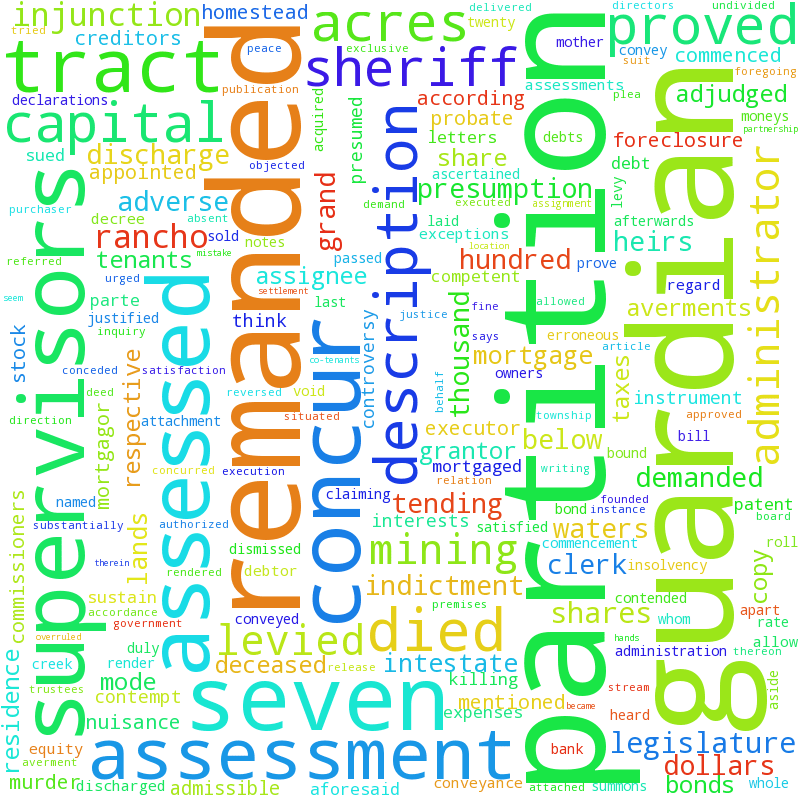 injunction
homestead
acres
delivered
directors
undivided
tried
creditors
twenty
proved
peace
exclusive
mother
convey
commenced
suit
tract
sheriff
foregoing
declarations
publication
according
assessments
plea
adjudged
moneys
partnership
capital
acquired
presumed
probate
letters
debts
foreclosure
sued
discharge
appointed
objected
share
ascertained
debt
levy
purchaser
adverse
grand
demand
presumption
executed
assignment
decree
absent
laid
afterwards
administrator
rancho
sold
notes
exceptions
location
heirs
referred
tenants
urged
mistake
passed
hundred
prove
seem
assignee
competent
regard
parte
inquiry
justified
settlement
last
description
fine
allowed
averments
stock
think
controversy
justice
thousand
says
erroneous
article
conceded
satisfaction
co-tenants
mortgage
taxes
direction
deed
reversed
void
behalf
owners
instrument
mortgagor
respective
attachment
situated
executor
township
approved
supervisors
assessed
remanded
concur
partition
guardian
concurred
execution
grantor
below
bound
bill
relation
writing
named
claiming
mortgaged
demanded
commissioners
substantially
authorized
tending
bond
founded
instance
patent
board
lands
interests
satisfied
waters
roll
therein
dismissed
mining
commencement
rendered
debtor
clerk
insolvency
copy
sustain
indictment
contended
accordance
conveyed
premises
shares
whom
apart
rate
government
died
overruled
duly
levied
hands
allow
residence
creek
render
deceased
release
intestate
administration
thereon
trustees
mode
contempt
killing
stream
aside
seven
mentioned
became
nuisance
expenses
heard
equity
averment
assessment
bank
legislature
dollars
murder
discharged
admissible
aforesaid
conveyance
attached
summons
bonds
whole